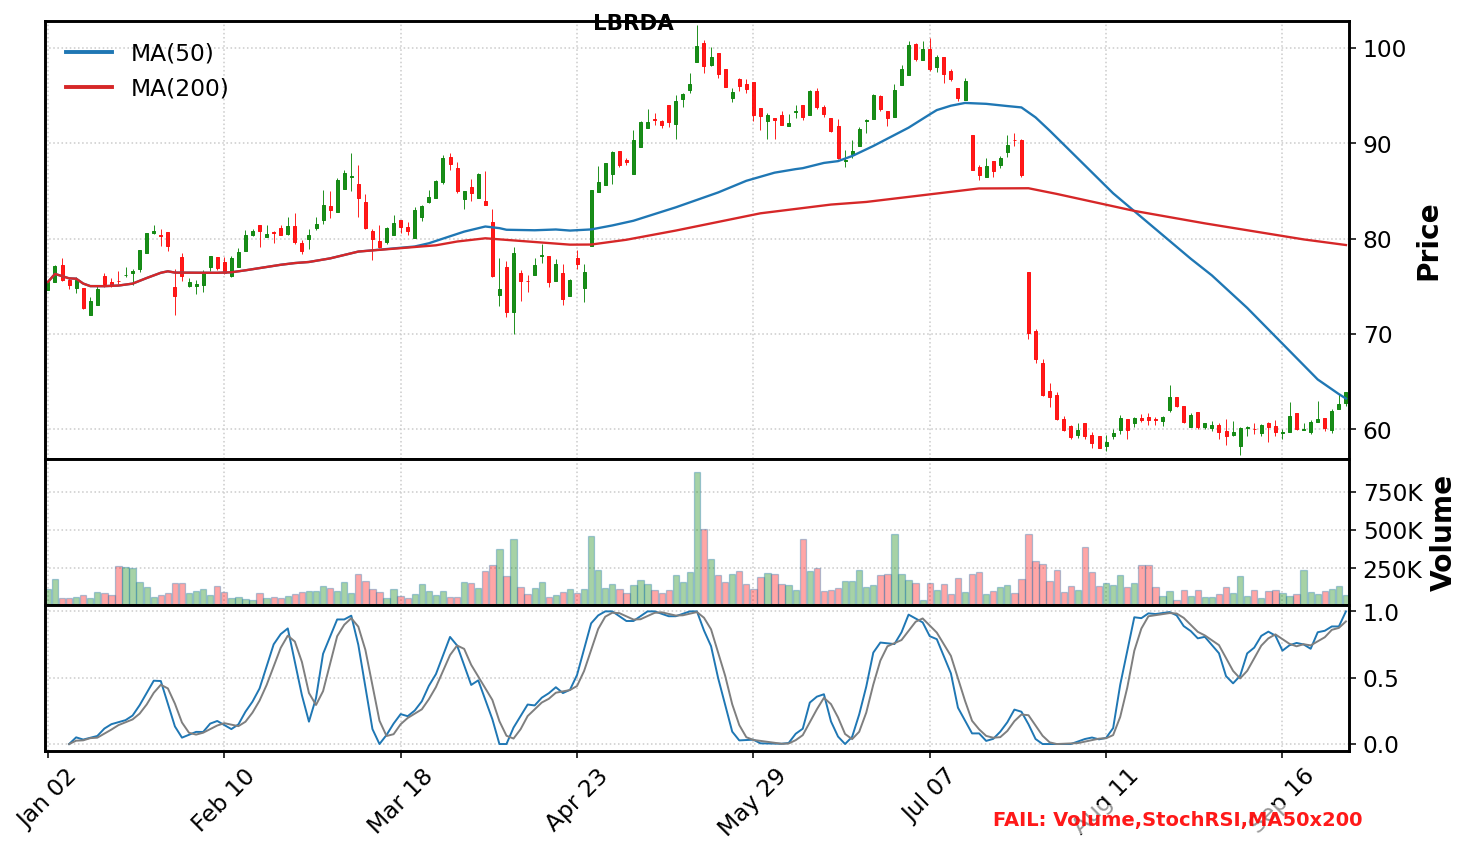 LBRDA
MA(50)
MA(200)
100
90
80
70
60
Price
750K
500K
250K
Volume
1.0
0.5
0.0
Jan 02
Feb 10
Mar 18
Apr 23
May 29
Jul 07
Aug 11
Sep 16
FAIL: Volume,StochRSI,MA50x200